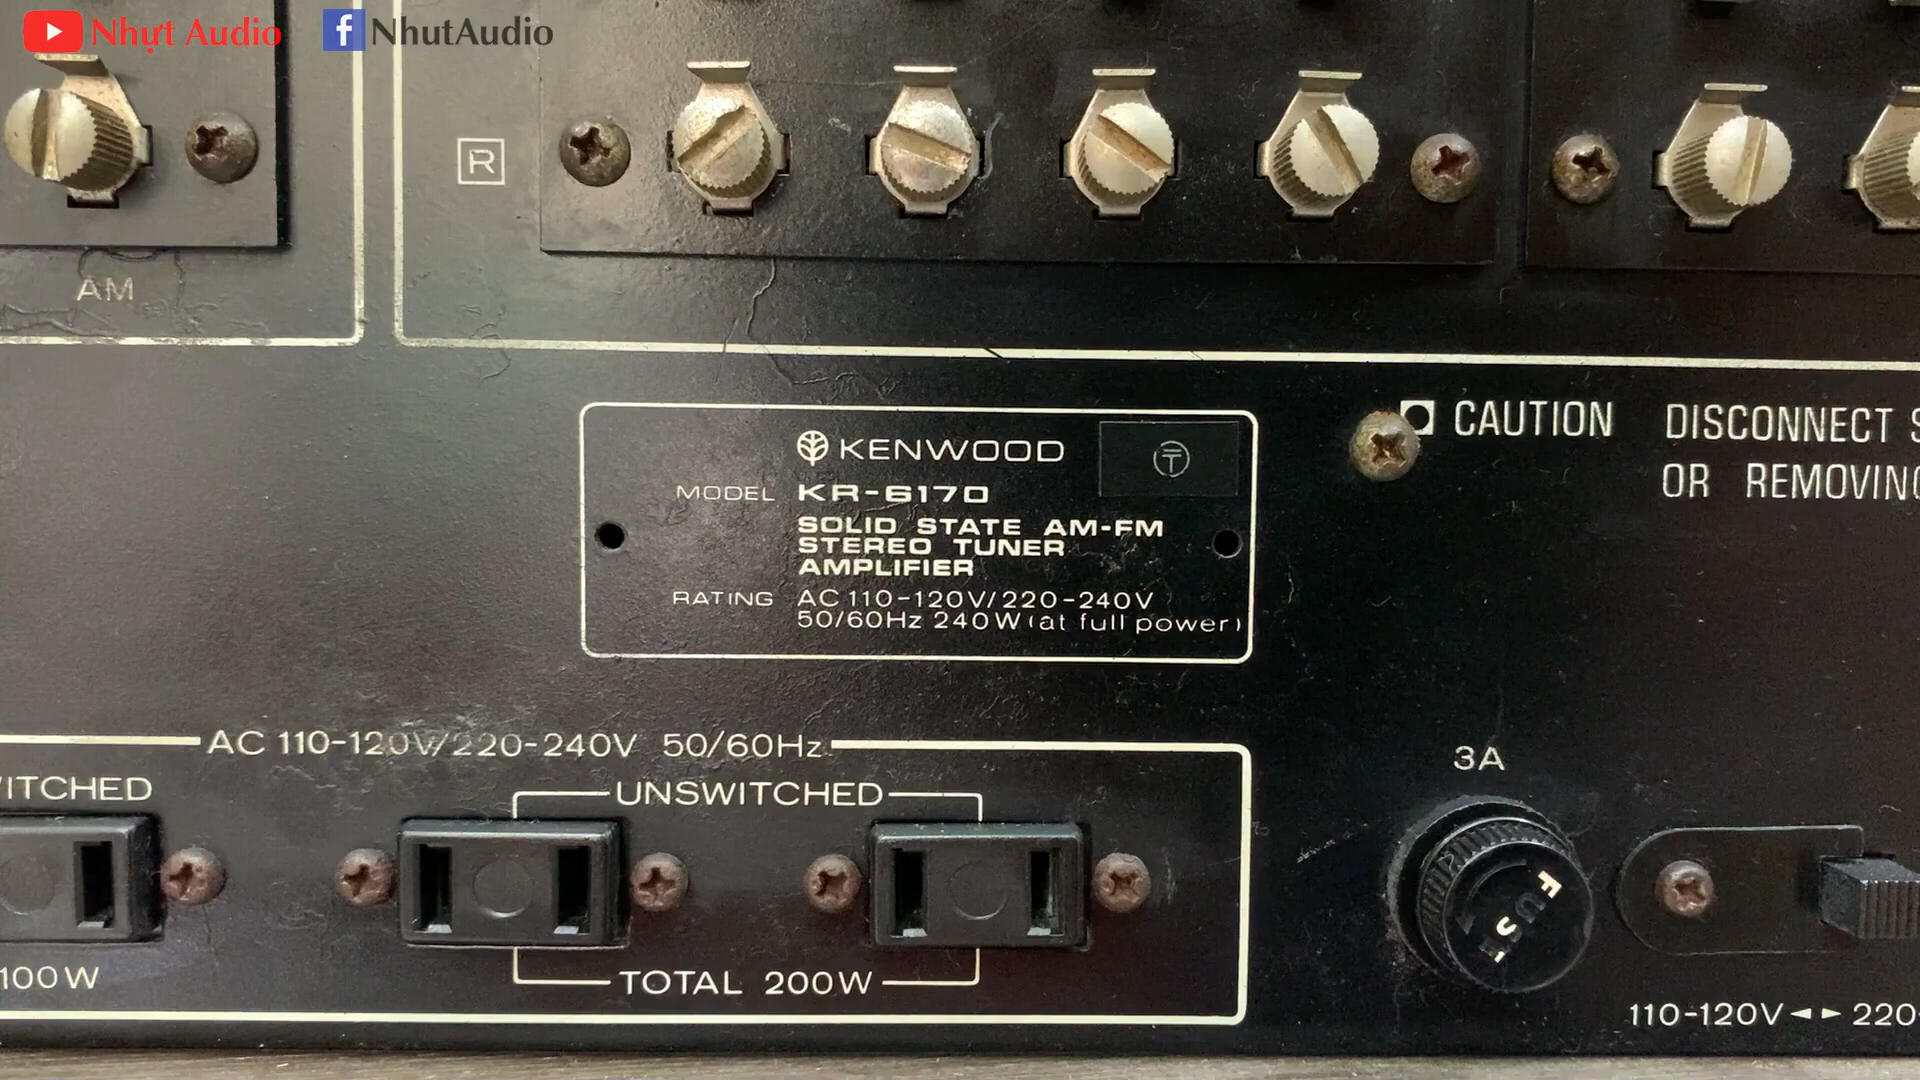 Nhựt Audio NhutAudio
R
AM
CAUTION DISCONNECT
OR REMOVING
KENWOOD
MODEL KR-6170
SOLID STATE AM-FM
STEREO TUNER
AMPLIFIER
RATING AC 110-120V/220-240V
50/60Hz 240W (at full power)
AC 110-120V/220-240V 50/60Hz
3A
WITCHED
UNSWITCHED
FUSE
100W
TOTAL 200W
110-120V ◄ ► 220-